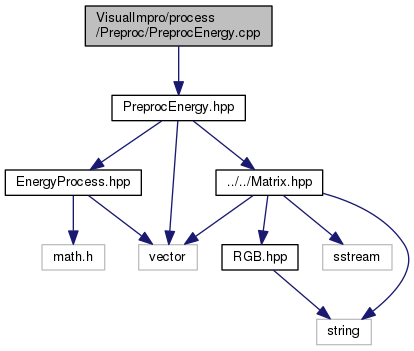 VisualImpro/process
/Preproc/PreprocEnergy.cpp
PreprocEnergy.hpp
EnergyProcess.hpp
../../Matrix.hpp
math.h
vector
RGB.hpp
sstream
string